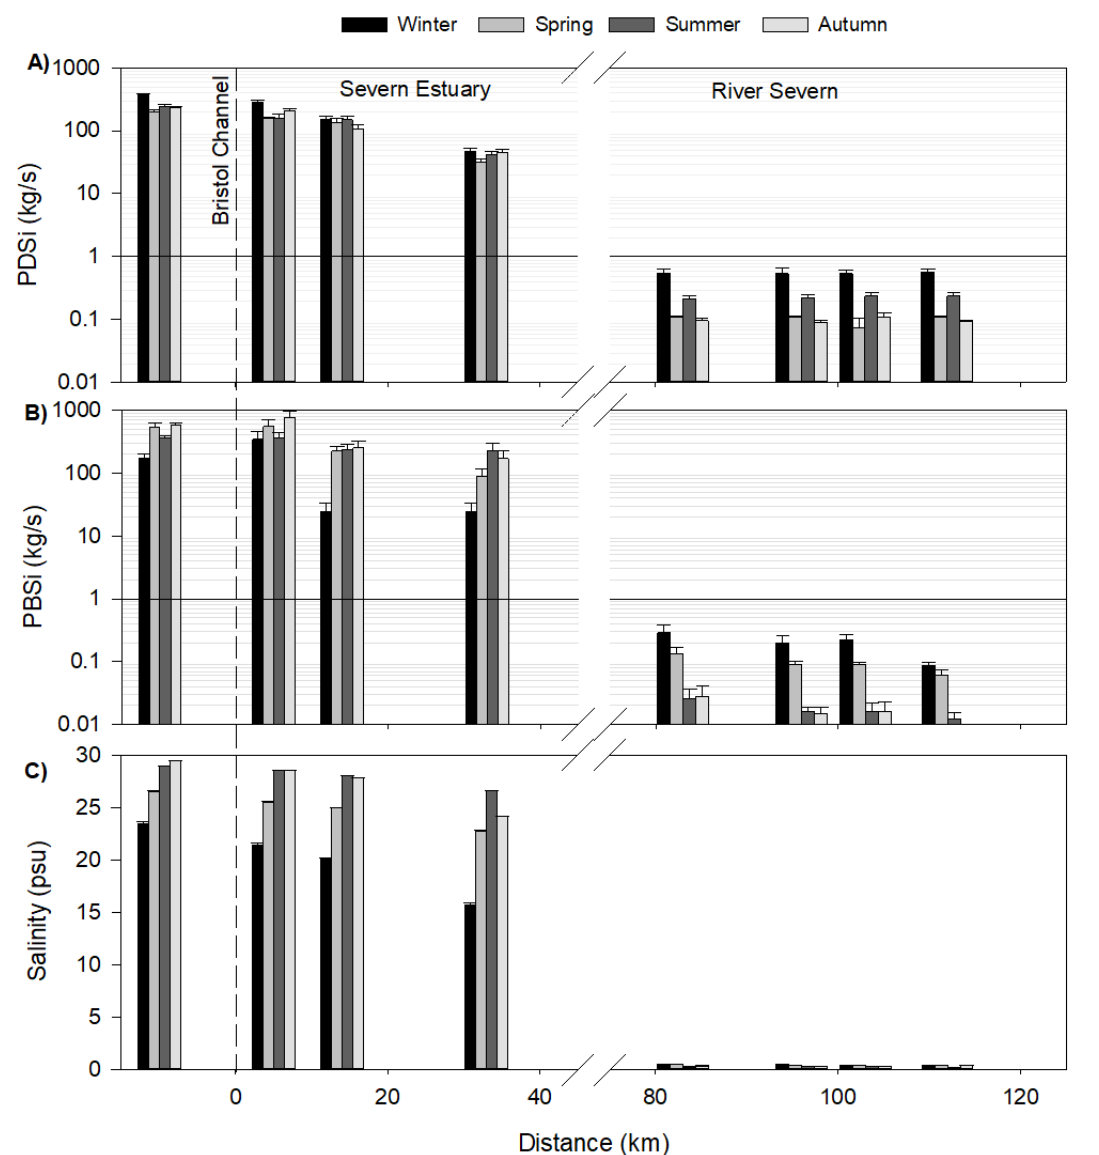 Winter Spring Summer Autumn
A)
1000
100
10
1
0.1
0.01
PDSi (kg/s)
Bristol Channel
Severn Estuary
River Severn
B)
1000
100
10
1
0.1
0.01
PBSi (kg/s)
C)
30
25
20
15
10
5
0
Salinity (psu)
0 20 40 80 100 120
Distance (km)